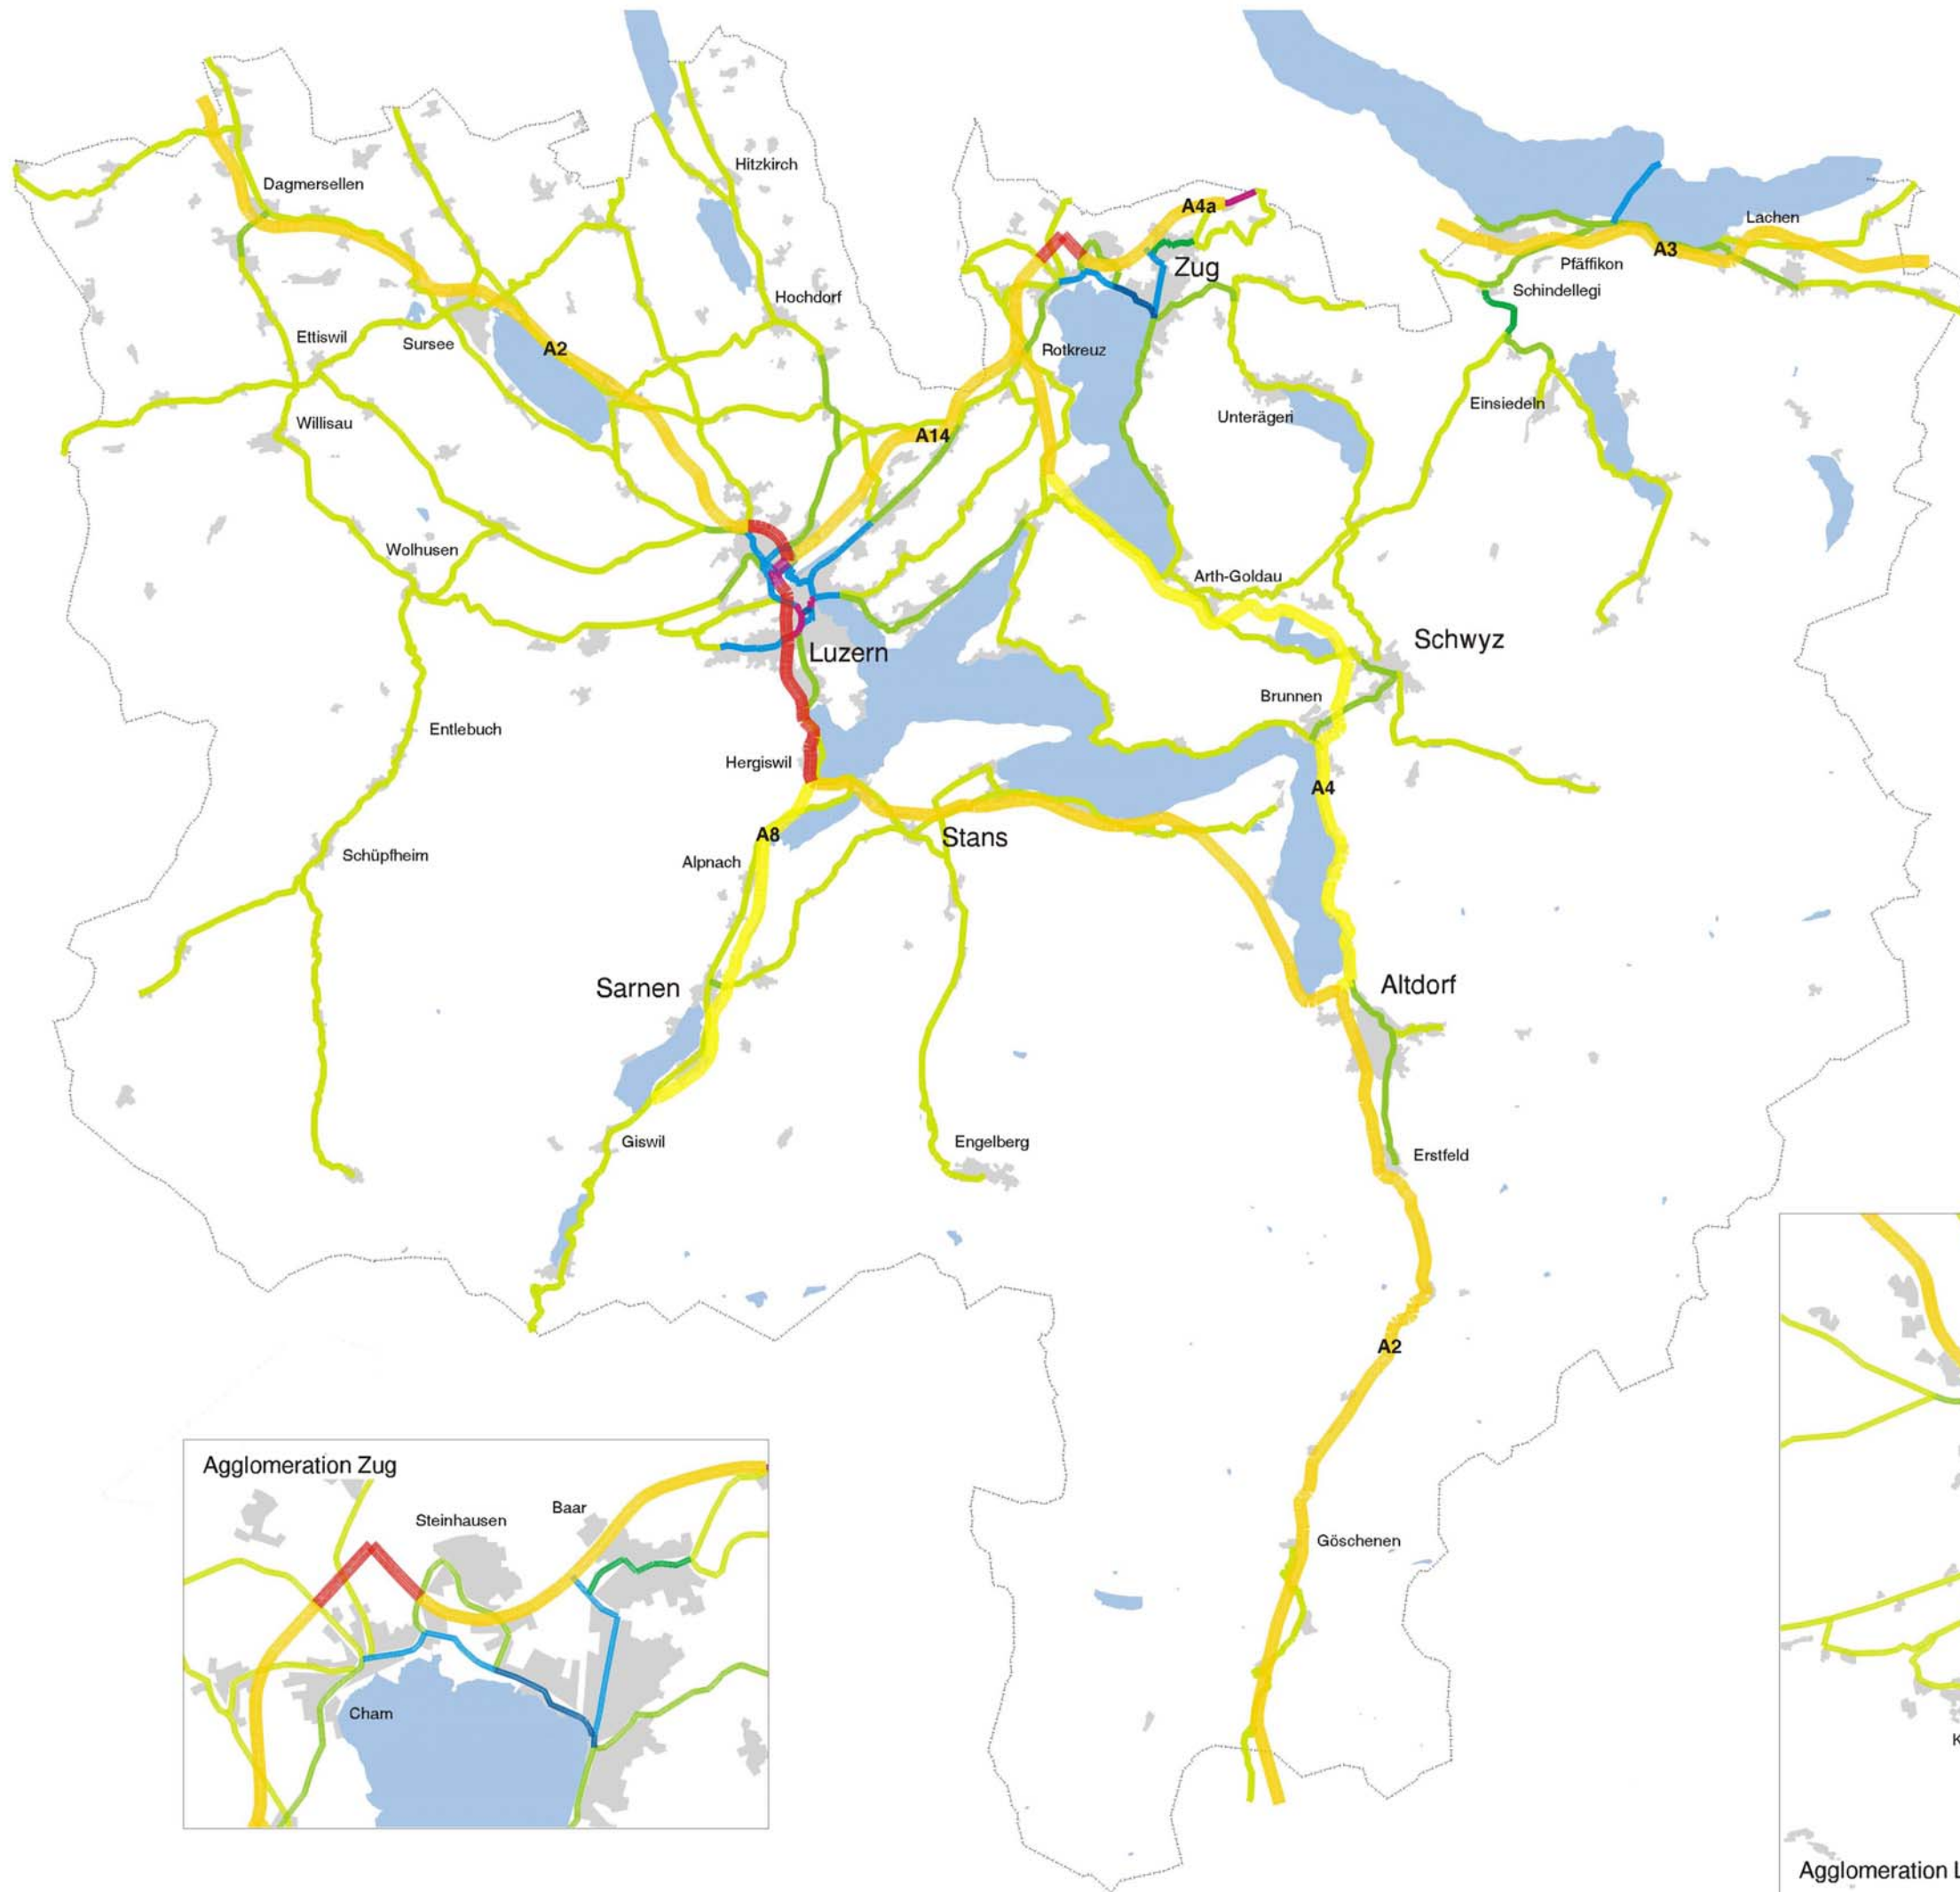 Hitzkirch
Dagmersellen
A4a
Lachen
A3
Zug
Pfäffikon
Schindellegi
Hochdorf
Ettiswil
Sursee
A2
Rotkreuz
Einsiedeln
Unterägeri
Willisau
A14
Wolhusen
Arth-Goldau
Schwyz
Luzern
Brunnen
Entlebuch
Hergiswil
A4
A8
Stans
Schüpfheim
Alpnach
Sarnen
Altdorf
Giswil
Engelberg
Erstfeld
A2
Göschenen
Agglomeration Zug
Steinhausen
Baar
Cham
K
Agglomeration L